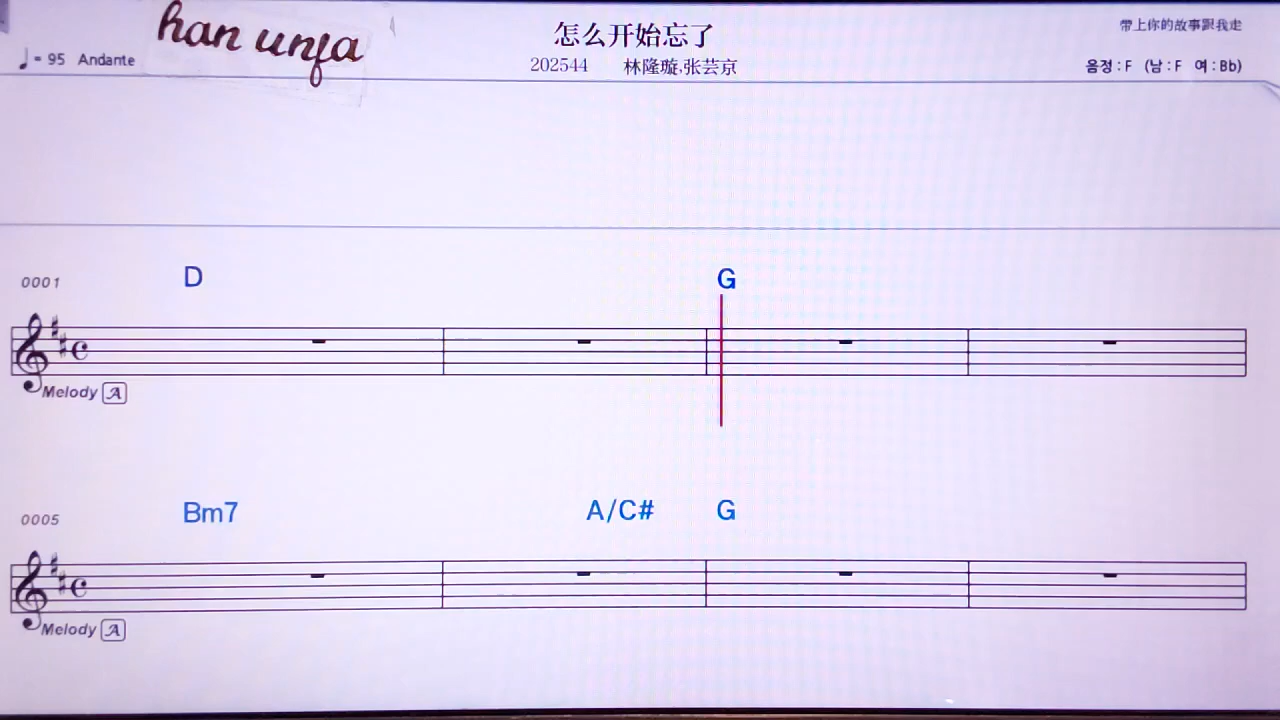 han unfa
怎么开始忘了
带上你的故事跟我走
♩= 95 Andante
202544 林隆璇,张芸京
음정:F (남:F 여:Bb)
0001 D G
Melody A
0005 Bm7 A/C# G
Melody A